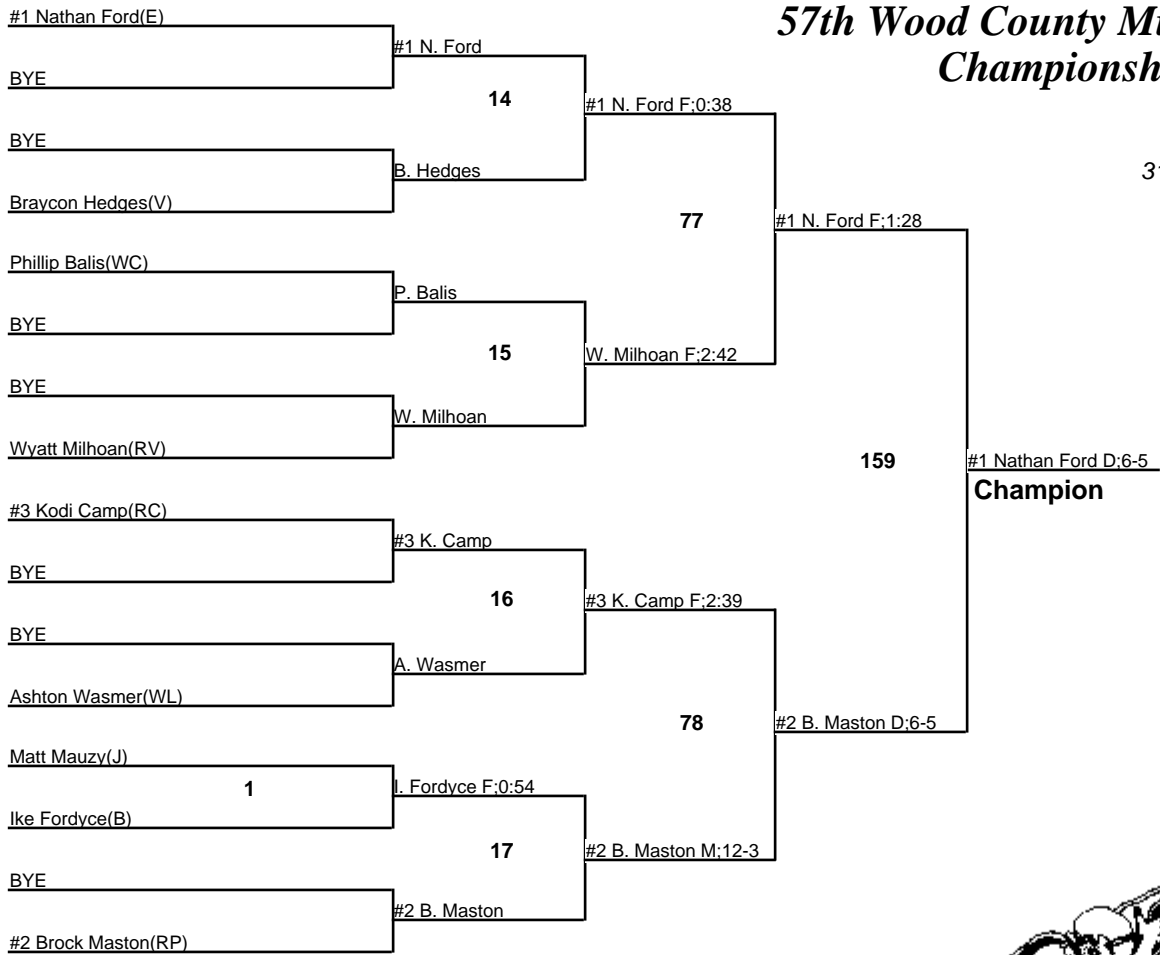 57th Wood County
Championsh
31
#1 Nathan Ford(E)
BYE
BYE
Braycon Hedges(V)
Phillip Balis(WC)
BYE
BYE
Wyatt Milhoan(RV)
#3 Kodi Camp(RC)
BYE
BYE
Ashton Wasmer(WL)
Matt Mauzy(J)
1
Ike Fordyce(B)
BYE
#2 Brock Maston(RP)
#1 N. Ford
14
B. Hedges
P. Balis
15
W. Milhoan
#3 K. Camp
16
A. Wasmer
I. Fordyce F;0:54
17
#2 B. Maston
#1 N. Ford F;0:38
77
W. Milhoan F;2:42
#3 K. Camp F;2:39
78
#2 B. Maston M;12-3
#1 N. Ford F;1:28
159
#2 B. Maston D;6-5
#1 Nathan Ford D;6-5
Champion